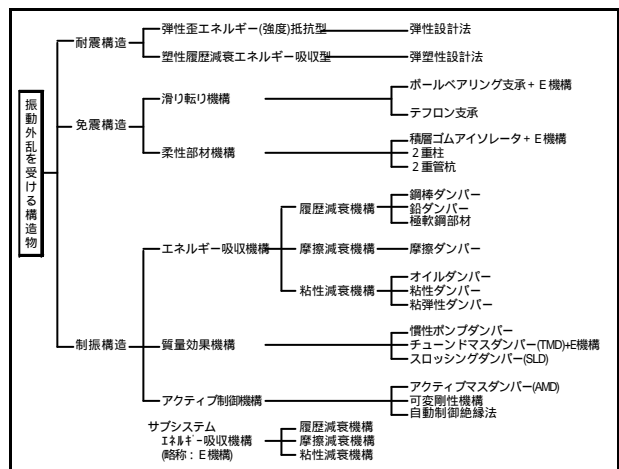 振動外乱を受ける構造物
耐震構造
弾性歪エネルギー(強度)抵抗型
弾性設計法
塑性履歴減衰エネルギー吸収型
弾塑性設計法
免震構造
滑り転り機構
ボールベアリング支承+E機構
テフロン支承
柔性部材機構
積層ゴムアイソレータ+E機構
2重柱
2重管杭
制振構造
エネルギー吸収機構
履歴減衰機構
鋼棒ダンパー
鉛ダンパー
極軟鋼部材
摩擦減衰機構
摩擦ダンパー
粘性減衰機構
オイルダンパー
粘性ダンパー
粘弾性ダンパー
質量効果機構
慣性ポンプダンパー
チューンドマスダンパー(TMD)+E機構
スロッシングダンパー(SLD)
アクティブ制御機構
アクティブマスダンパー(AMD)
可変剛性機構
自動制御絶縁法
サブシステム
エネルギー吸収機構
(略称:E機構)
履歴減衰機構
摩擦減衰機構
粘性減衰機構